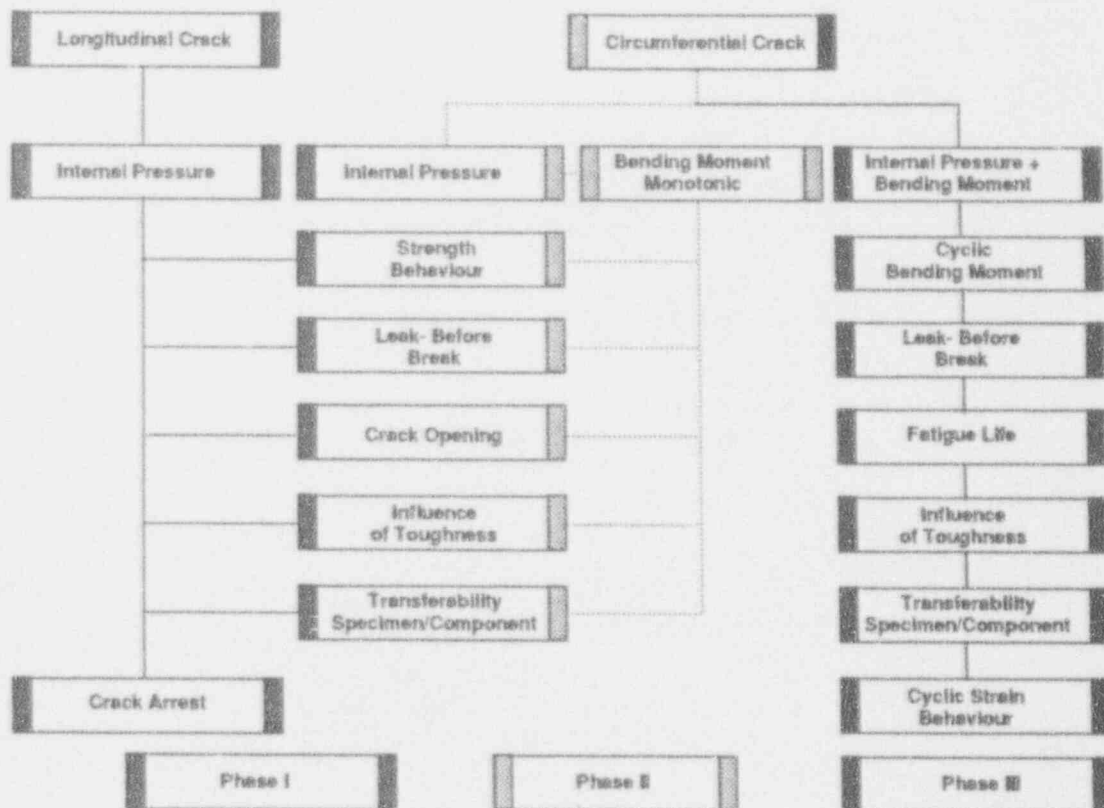 Longitudinal Crack
Circumferential Crack
Internal Pressure
Internal Pressure
Bending Moment
Monotonic
Internal Pressure +
Bending Moment
Strength
Behaviour
Cyclic
Bending Moment
Leak- Before
Break
Leak- Before
Break
Crack Opening
Fatigue Life
Influence
of Toughness
Influence
of Toughness
Transferability
Specimen/Component
Transferability
Specimen/Component
Crack Arrest
Cyclic Strain
Behaviour
Phase I
Phase II
Phase III